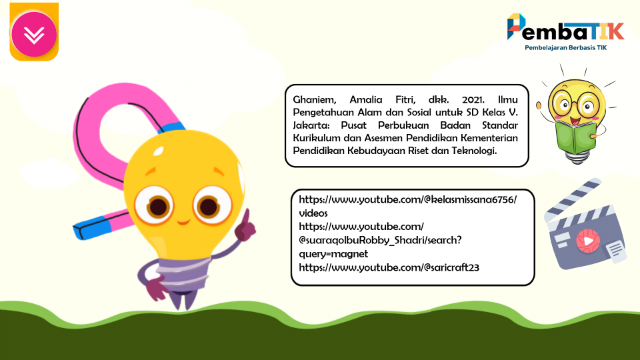 PembaTIK
Pembelajaran Berbasis TIK
Ghaniem, Amalia Fitri, dkk. 2021. Ilmu
Pengetahuan Alam dan Sosial untuk SD Kelas V.
Jakarta: Pusat Perbukuan Badan Standar
Kurikulum dan Asesmen Pendidikan Kementerian
Pendidikan Kebudayaan Riset dan Teknologi.
https://www.youtube.com/@kelasmissana6756/
videos
https://www.youtube.com/
@suaraqolbuRobby_Shadri/search?
query=magnet
https://www.youtube.com/@saricraft23